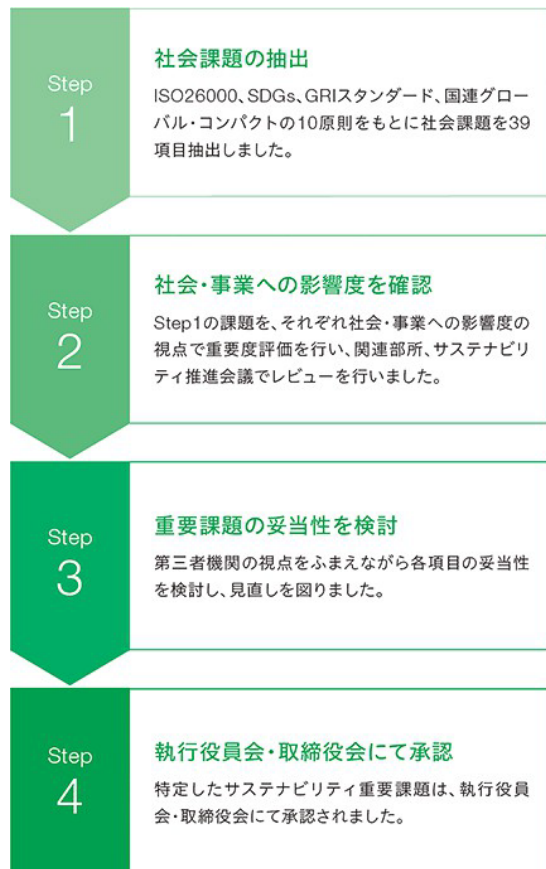 Step
1
社会課題の抽出
ISO26000、SDGs、GRIスタンダード、国連グロー
バル・コンパクトの10原則をもとに社会課題を39
項目抽出しました。
Step
2
社会・事業への影響度を確認
Step1の課題を、それぞれ社会・事業への影響度の
視点で重要度評価を行い、関連部所、サステナビリ
ティ推進会議でレビューを行いました。
Step
3
重要課題の妥当性を検討
第三者機関の視点をふまえながら各項目の妥当性
を検討し、見直しを図りました。
Step
4
執行役員会・取締役会にて承認
特定したサステナビリティ重要課題は、執行役員
会・取締役会にて承認されました。